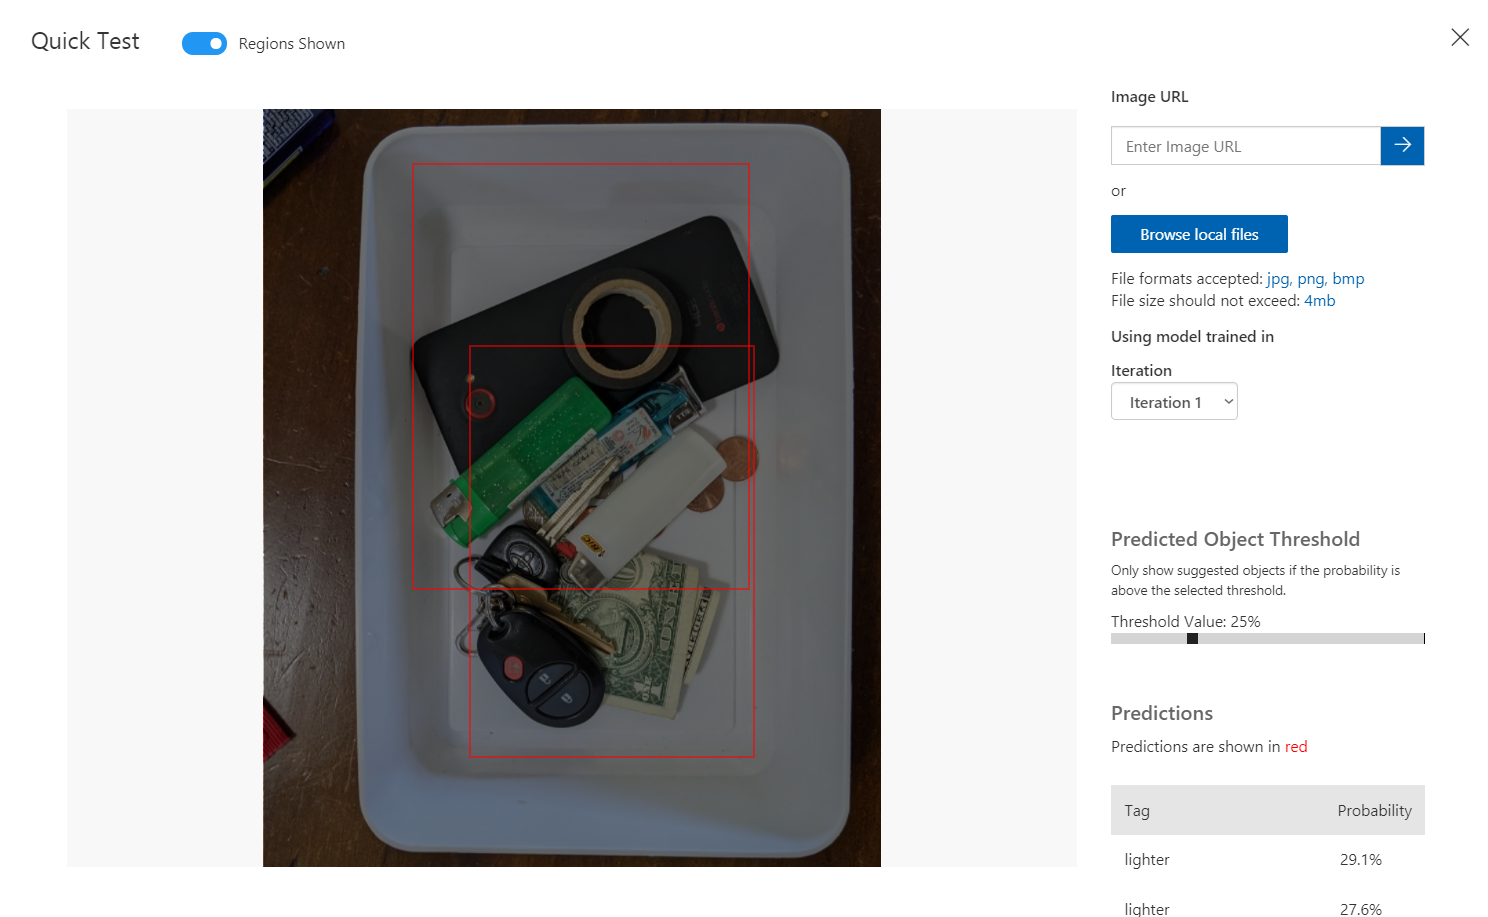 Quick Test
Regions Shown
Image URL
Enter Image URL
or
Browse local files
File formats accepted: jpg, png, bmp
File size should not exceed: 4mb
Using model trained in
Iteration
Iteration 1
Predicted Object Threshold
Only show suggested objects if the probability is
above the selected threshold.
Threshold Value: 25%
Predictions
Predictions are shown in red
Tag Probability
lighter 29.1%
lighter 27.6%
BIC